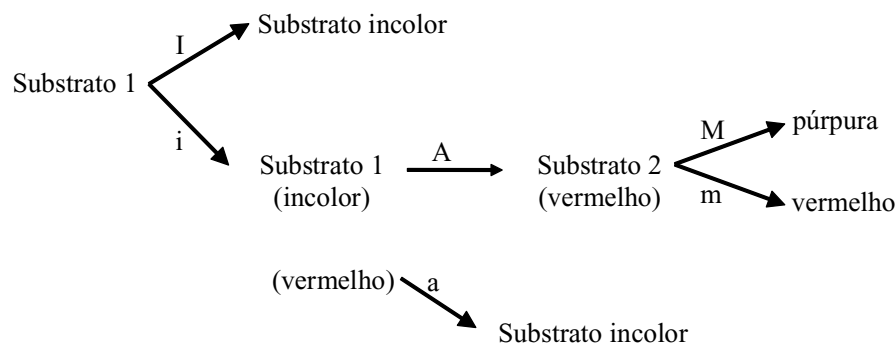 Substrato incolor
I
Substrato 1
i
Substrato 1
(incolor)
A
Substrato 2
(vermelho)
M
púrpura
m
vermelho
(vermelho)
a
Substrato incolor